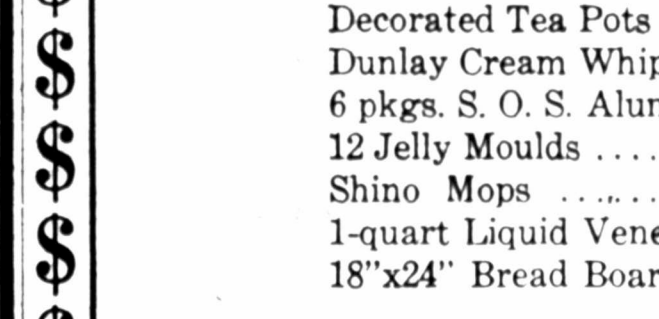 Decorated Tea Pots
Dunlay Cream Whip
6 pkgs. S. O. S. Alum
12 Jelly Moulds ....
Shino Mops ......
1-quart Liquid Vene
18"x24" Bread Boar
$
$
$